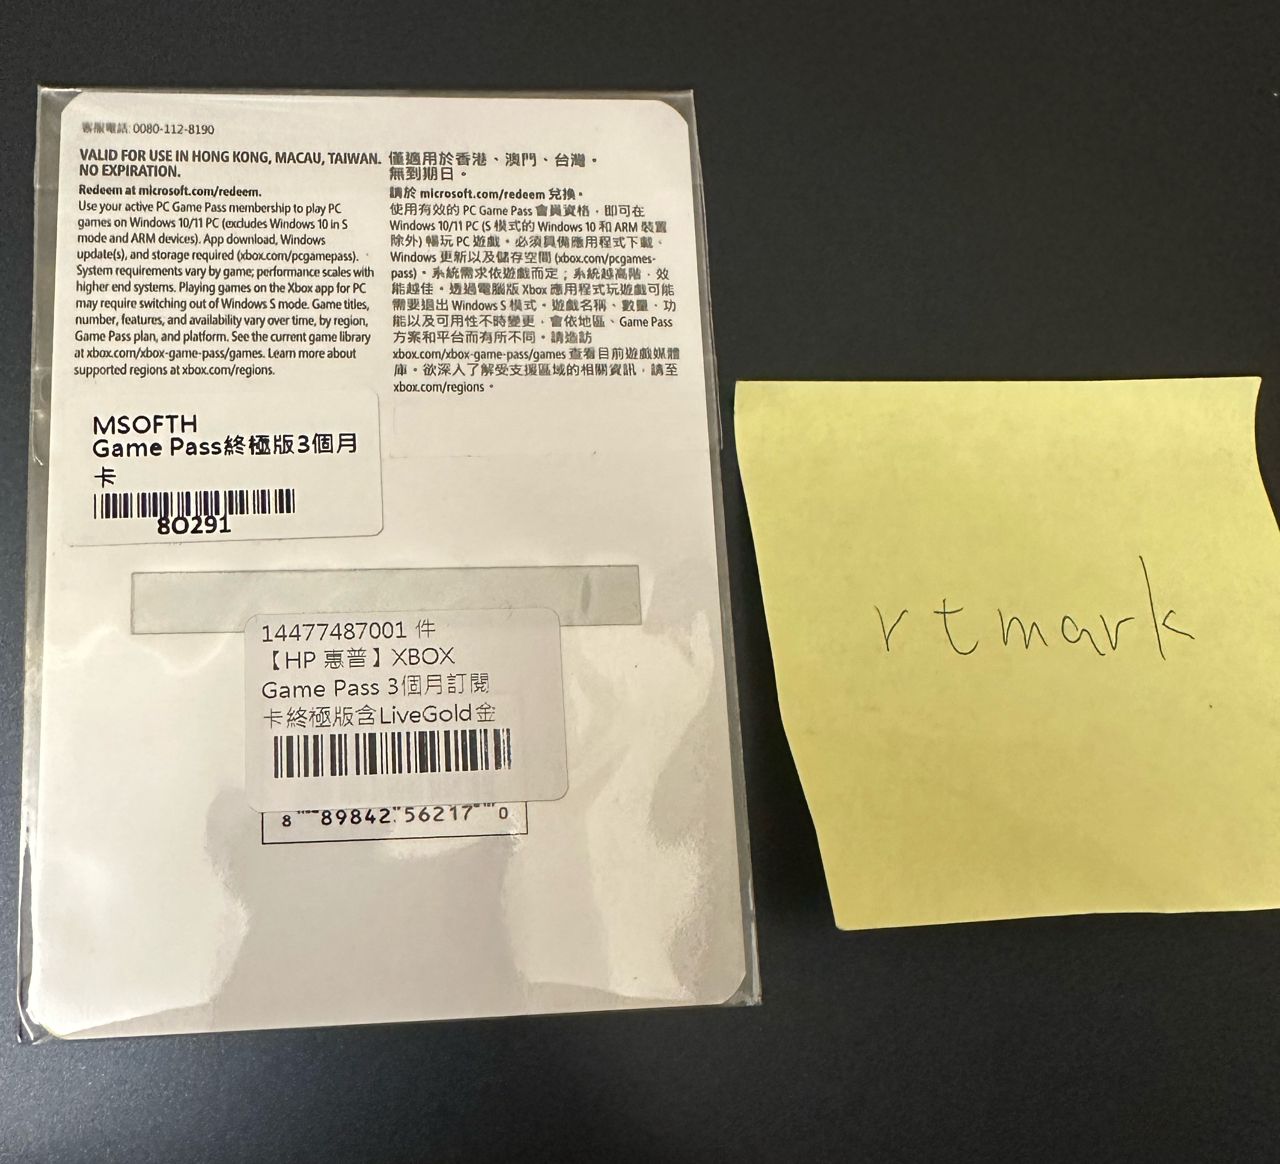 客服電話: 0080-112-8190
VALID FOR USE IN HONG KONG, MACAU, TAIWAN.
NO EXPIRATION.
Redeem at microsoft.com/redeem.
Use your active PC Game Pass membership to play PC
games on Windows 10/11 PC (excludes Windows 10 in S
mode and ARM devices). App download, Windows
update(s), and storage required (xbox.com/pcgamepass).
System requirements vary by game; performance scales with
higher end systems. Playing games on the Xbox app for PC
may require switching out of Windows S mode. Game titles,
number, features, and availability vary over time, by region,
Game Pass plan, and platform. See the current game library
at xbox.com/xbox-game-pass/games. Learn more about
supported regions at xbox.com/regions.
僅適用於香港、澳門、台灣。
無到期日。
請於 microsoft.com/redeem 兌換。
使用有效的 PC Game Pass 會員資格，即可在
Windows 10/11 PC (S 模式的 Windows 10 和 ARM 裝置
除外) 暢玩 PC 遊戲。必須具備應用程式下載、
Windows 更新以及儲存空間 (xbox.com/pcgames-
pass)。系統需求依遊戲而定；系統越高階，效
能越佳。透過電腦版 Xbox 應用程式玩遊戲可能
需要退出 Windows S 模式。遊戲名稱、數量、功
能以及可用性不時變更，會依地區、Game Pass
方案和平台而有所不同。請造訪
xbox.com/xbox-game-pass/games 查看目前遊戲媒體
庫。欲深入了解受支援區域的相關資訊，請至
xbox.com/regions。
MSOFTH
Game Pass終極版3個月
卡
80291
14477487001 件
【HP 惠普】XBOX
Game Pass 3個月訂閱
卡終極版含LiveGold金
8 89842 56217 0
rtmark